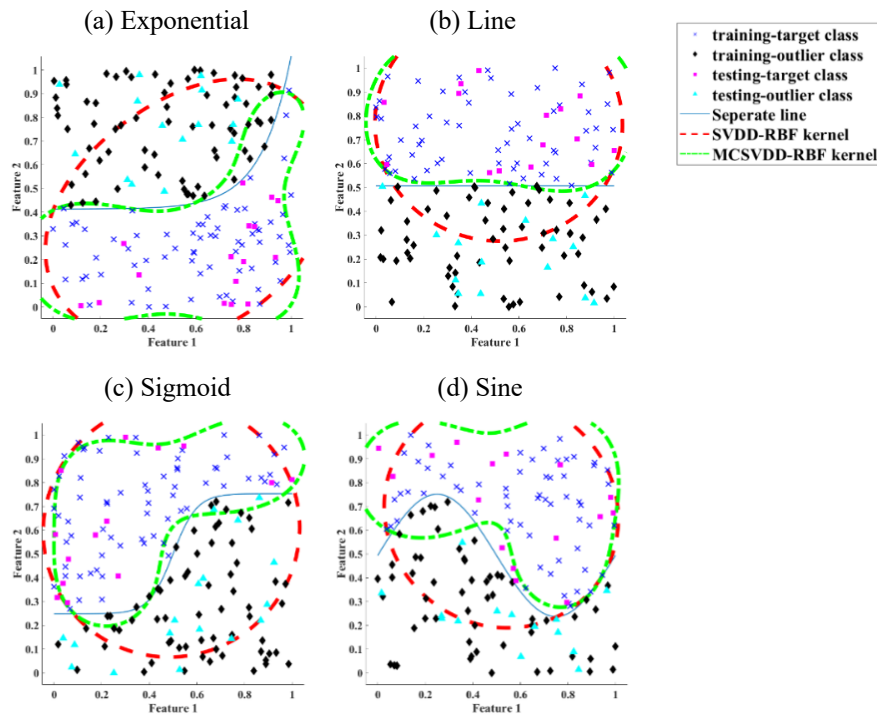 (a) Exponential
(b) Line
training-target class
training-outlier class
testing-target class
testing-outlier class
Seperate line
SVDD-RBF kernel
MCSVDD-RBF kernel
1
0.9
0.8
0.7
0.6
0.5
0.4
0.3
0.2
0.1
0
Feature 2
0 0.2 0.4 0.6 0.8 1
Feature 1
1
0.9
0.8
0.7
0.6
0.5
0.4
0.3
0.2
0.1
0
Feature 2
0 0.2 0.4 0.6 0.8 1
Feature 1
(c) Sigmoid
(d) Sine
1
0.9
0.8
0.7
0.6
0.5
0.4
0.3
0.2
0.1
0
Feature 2
0 0.2 0.4 0.6 0.8 1
Feature 1
1
0.9
0.8
0.7
0.6
0.5
0.4
0.3
0.2
0.1
0
Feature 2
0 0.2 0.4 0.6 0.8 1
Feature 1